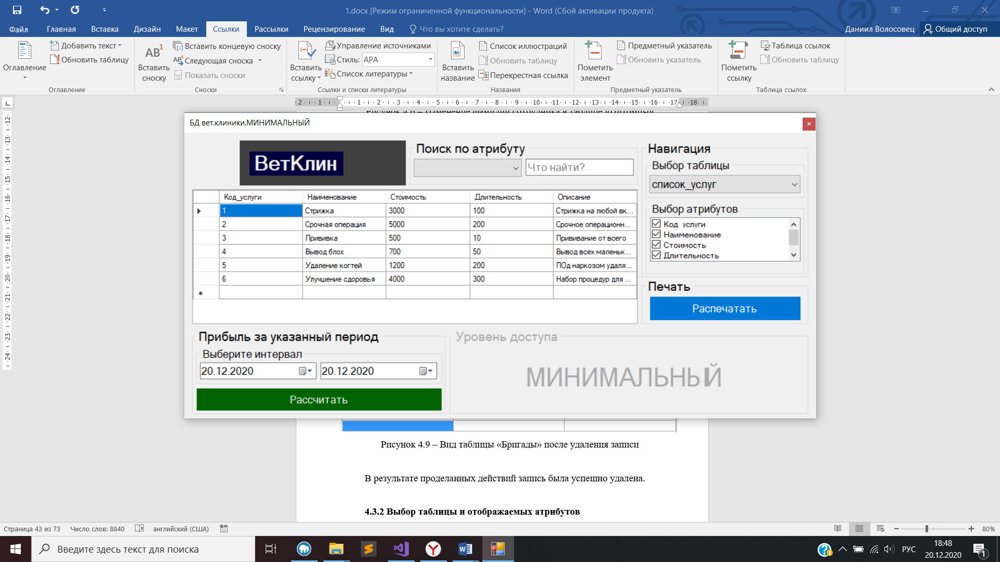 1.docx [Режим ограниченной функциональности] - Word (Сбой активации продукта)
Файл Главная Вставка Дизайн Макет Ссылки Рассылки Рецензирование Вид Что вы хотите сделать? Даниил Волосовец Общий доступ
Оглавление
Добавить текст
Обновить таблицу
Оглавление
AB1
Вставить сноску
Вставить концевую сноску
Следующая сноска
Показать сноски
Сноски
Вставить ссылку
Управление источниками
Стиль: APA
Список литературы
Ссылки и списки литературы
Вставить название
Список иллюстраций
Обновить таблицу
Перекрестная ссылка
Названия
Пометить элемент
Предметный указатель
Обновить указатель
Предметный указатель
Пометить ссылку
Таблица ссылок
Обновить таблицу
Таблица ссылок
2 1 1 2 3 4 5 6 7 8 9 10 11 12 13 14 15 16 17 18
12 13 14 15 16 17 18 19 20 21 22 23 24
Рисунок 4.6 – Изменение фамилии сотрудника в таблице «Питомцы»
БД вет.клиники.МИНИМАЛЬНЫЙ
ВетКлин
Поиск по атрибуту
Что найти?
Навигация
Выбор таблицы
список_услуг
Выбор атрибутов
Код_услуги
Наименование
Стоимость
Длительность
Код_услуги Наименование Стоимость Длительность Описание
1 Стрижка 3000 100 Стрижка на любой вк...
2 Срочная операция 5000 200 Срочное операционн...
3 Прививка 500 10 Прививание от всего
4 Вывод блох 700 50 Вывод всех маленьк...
5 Удаление когтей 1200 200 ПОд наркозом удаля...
6 Улучшение здоровья 4000 300 Набор процедур для ...
Печать
Распечатать
Прибыль за указанный период
Выберите интервал
20.12.2020 20.12.2020
Рассчитать
Уровень доступа
МИНИМАЛЬНЫЙ
Рисунок 4.9 – Вид таблицы «Бригады» после удаления записи
В результате проделанных действий запись была успешно удалена.
4.3.2 Выбор таблицы и отображаемых атрибутов
Страница 43 из 73 Число слов: 8840 английский (США) 80%
Введите здесь текст для поиска
РУС
18:48
20.12.2020
1